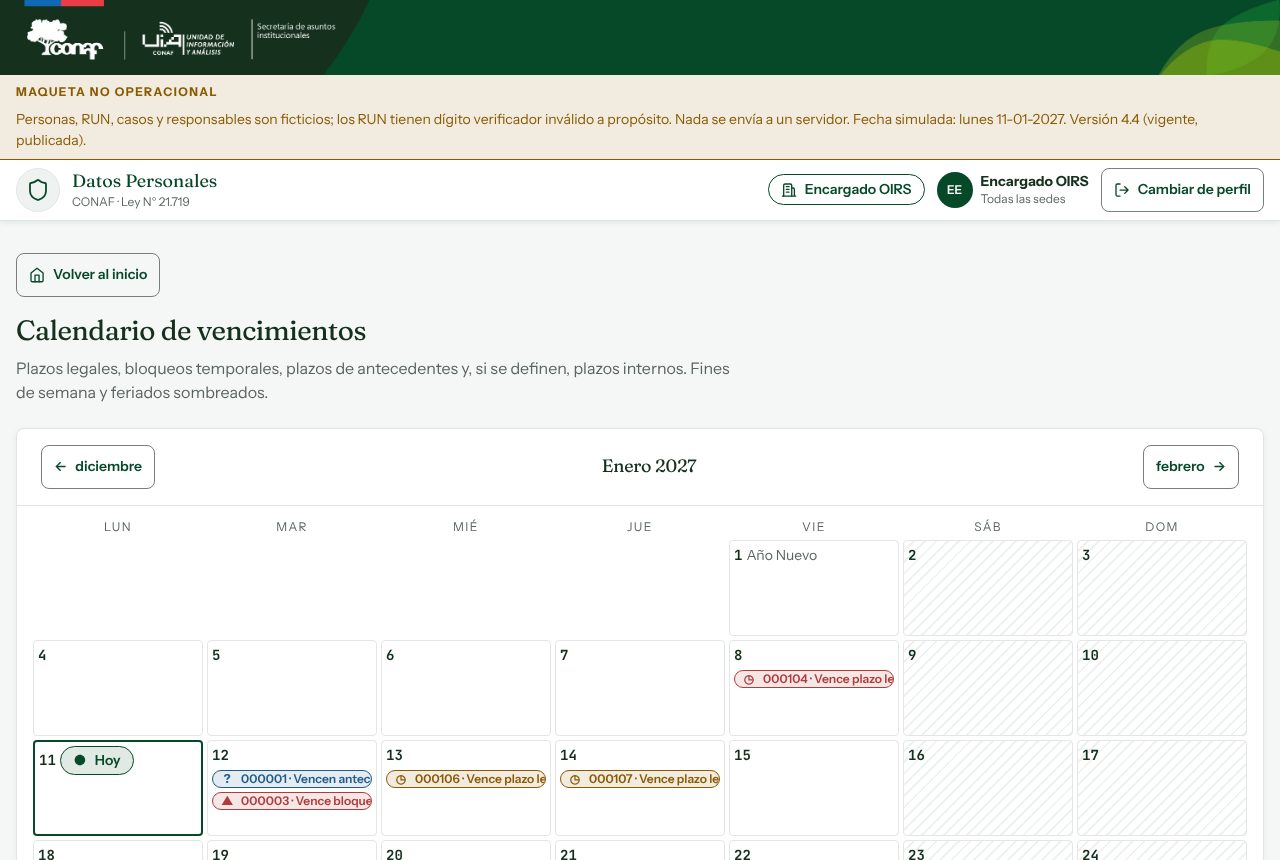 conaf
UiA
CONAF
UNIDAD DE
INFORMACIÓN
Y ANÁLISIS
Secretaría de asuntos
institucionales
MAQUETA NO OPERACIONAL
Personas, RUN, casos y responsables son ficticios; los RUN tienen dígito verificador inválido a propósito. Nada se envía a un servidor. Fecha simulada: lunes 11-01-2027. Versión 4.4 (vigente,
publicada).
Datos Personales
CONAF · Ley N° 21.719
Encargado OIRS
EE
Encargado OIRS
Todas las sedes
Cambiar de perfil
Volver al inicio
Calendario de vencimientos
Plazos legales, bloqueos temporales, plazos de antecedentes y, si se definen, plazos internos. Fines
de semana y feriados sombreados.
← diciembre
Enero 2027
febrero →
LUN MAR MIÉ JUE VIE SÁB DOM
1 Año Nuevo 2 3
4 5 6 7 8 9 10
000104 · Vence plazo le
11 Hoy 12 13 14 15 16 17
? 000001 · Vencen antec 000106 · Vence plazo le 000107 · Vence plazo le
000003 · Vence bloque
18 19 20 21 22 23 24